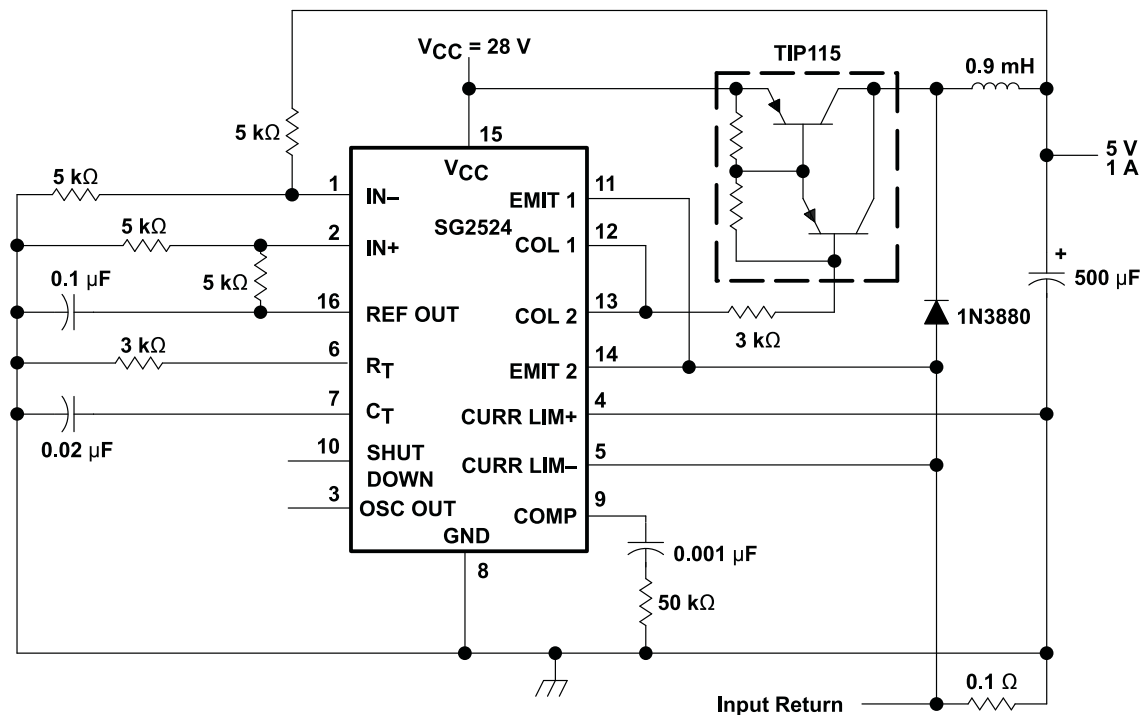 VCC = 28 V
TIP115
0.9 mH
5 kΩ
15
VCC
5 V
1 A
5 kΩ
1
IN–
EMIT 1
11
SG2524
5 kΩ
2
IN+
COL 1
12
0.1 µF
5 kΩ
16
REF OUT
COL 2
13
3 kΩ
+
500 µF
1N3880
3 kΩ
6
RT
EMIT 2
14
7
CT
CURR LIM+
4
0.02 µF
10
SHUT
DOWN
CURR LIM–
5
3
OSC OUT
COMP
9
GND
8
0.001 µF
50 kΩ
0.1 Ω
Input Return